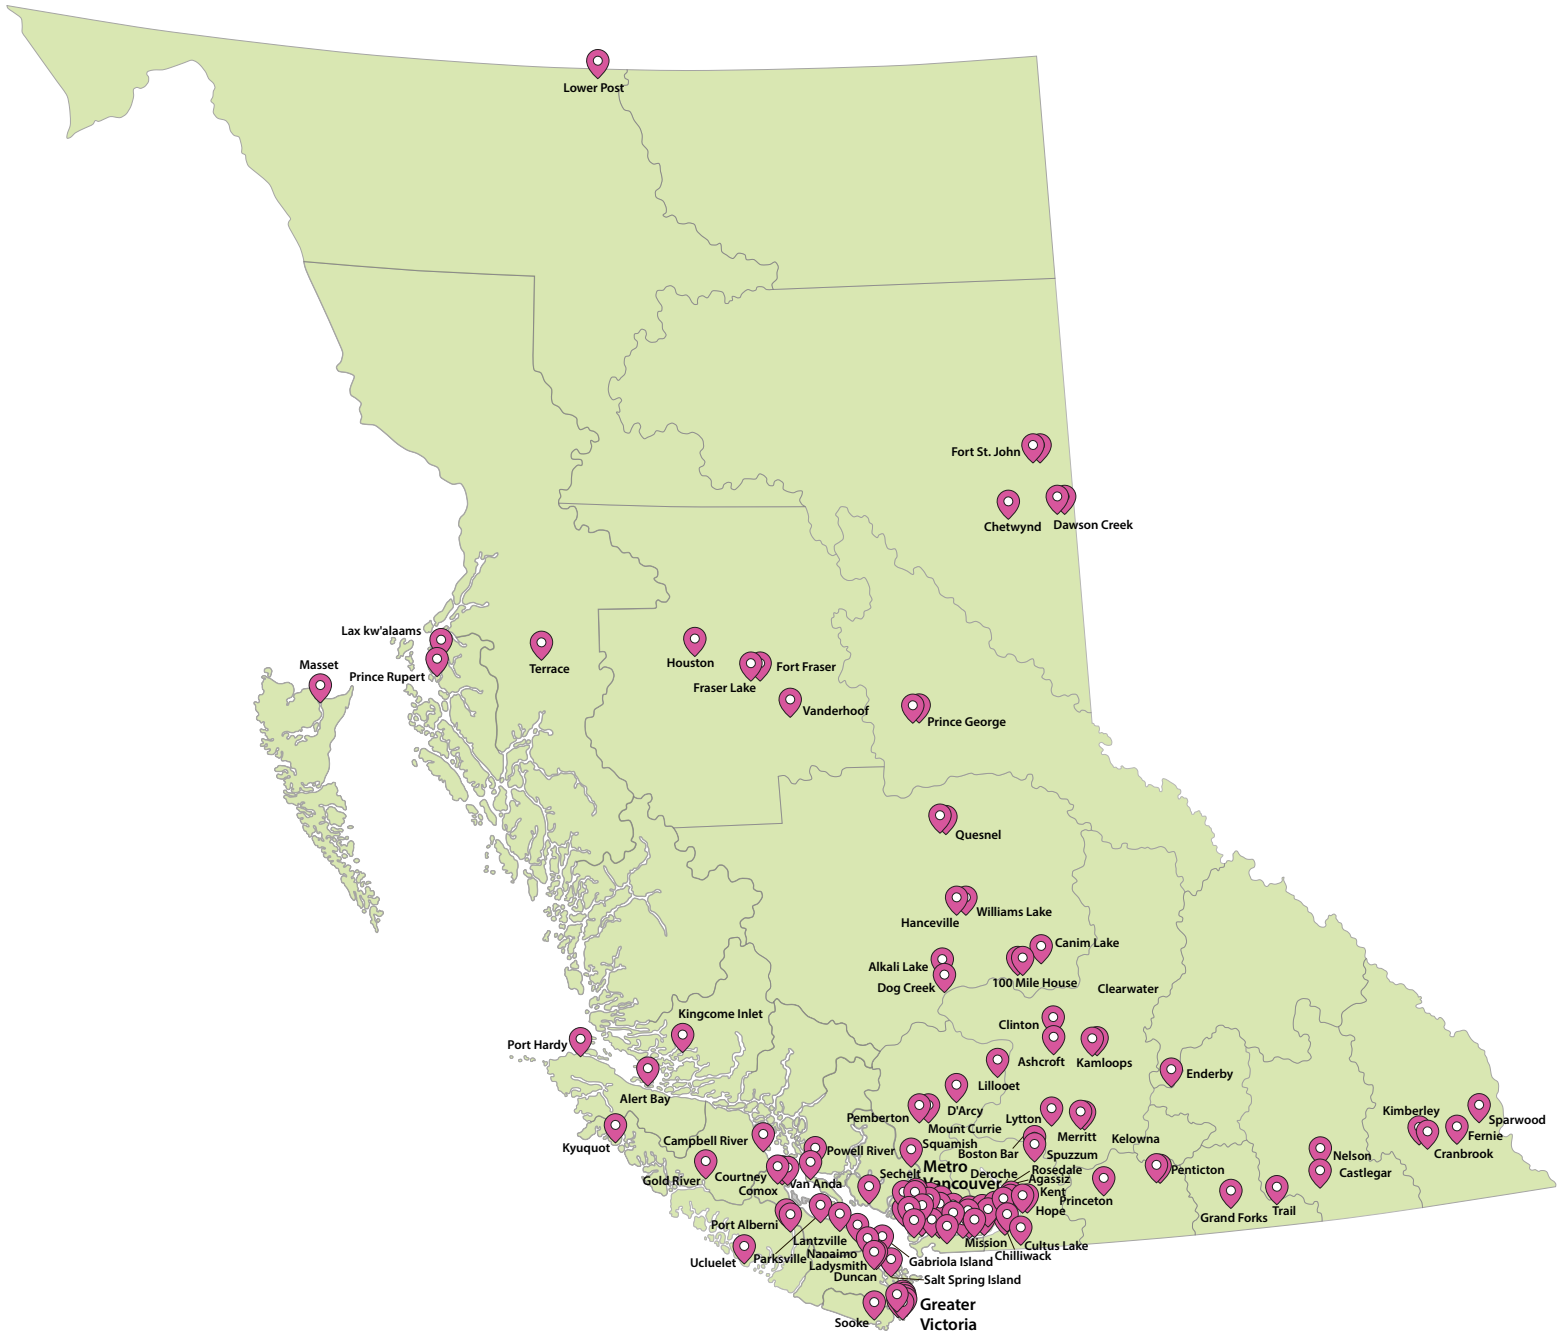 Lower Post
Fort St. John
Chetwynd
Dawson Creek
Lax kw'alaams
Masset
Prince Rupert
Terrace
Houston
Fort Fraser
Fraser Lake
Vanderhoof
Prince George
Quesnel
Hanceville
Williams Lake
Canim Lake
Alkali Lake
Dog Creek
100 Mile House
Clearwater
Kingcome Inlet
Clinton
Port Hardy
Ashcroft
Kamloops
Enderby
Lillooet
Alert Bay
D'Arcy
Pemberton
Mount Currie
Lytton
Merritt
Kelowna
Kimberley
Sparwood
Fernie
Cranbrook
Kyuquot
Campbell River
Powell River
Squamish
Boston Bar
Spuzzum
Nelson
Castlegar
Gold River
Courtney
Comox
Van Anda
Sechelt
Metro
Vancouver
Deroche
Rosedale
Agassiz
Kent
Hope
Princeton
Penticton
Grand Forks
Trail
Port Alberni
Ucluelet
Parksville
Lantzville
Nanaimo
Ladysmith
Duncan
Mission
Chilliwack
Cultus Lake
Gabriola Island
Salt Spring Island
Greater
Victoria
Sooke